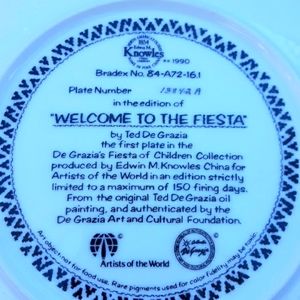 Edwin M.
Knowles
1990
Bradex No. 84-A72-16.1
Plate Number
in the edition of
"WELCOME TO THE FIESTA"
by Ted De Grazia
the first plate in the
De Grazia's Fiesta of Children Collection
produced by Edwin M. Knowles China for
Artists of the World in an edition strictly
limited to a maximum of 150 firing days.
From the original Ted De Grazia oil
painting, and authenticated by the
De Grazia Art and Cultural Foundation.
Artists of the World
An object not for food use. Rare pigments used for color fidelity may be toxic.